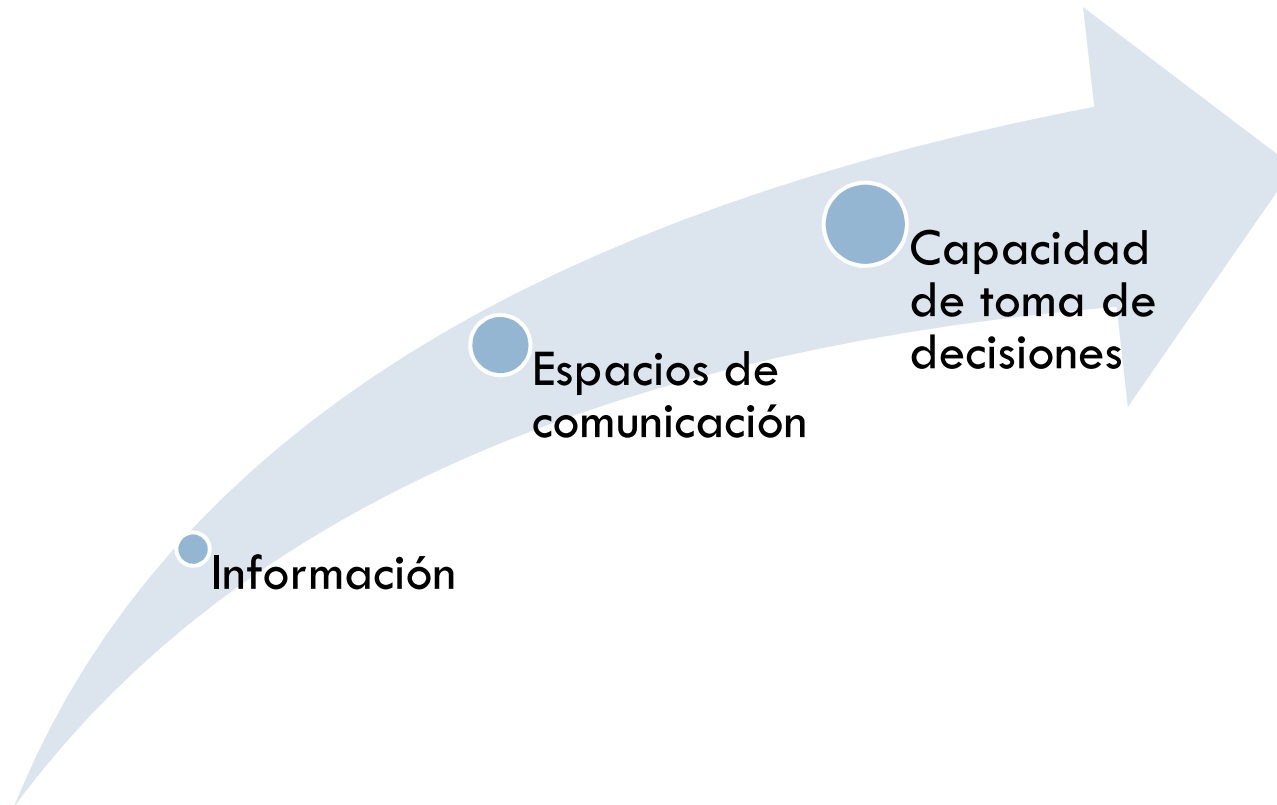 Capacidad
de toma de
decisiones
Espacios de
comunicación
Información